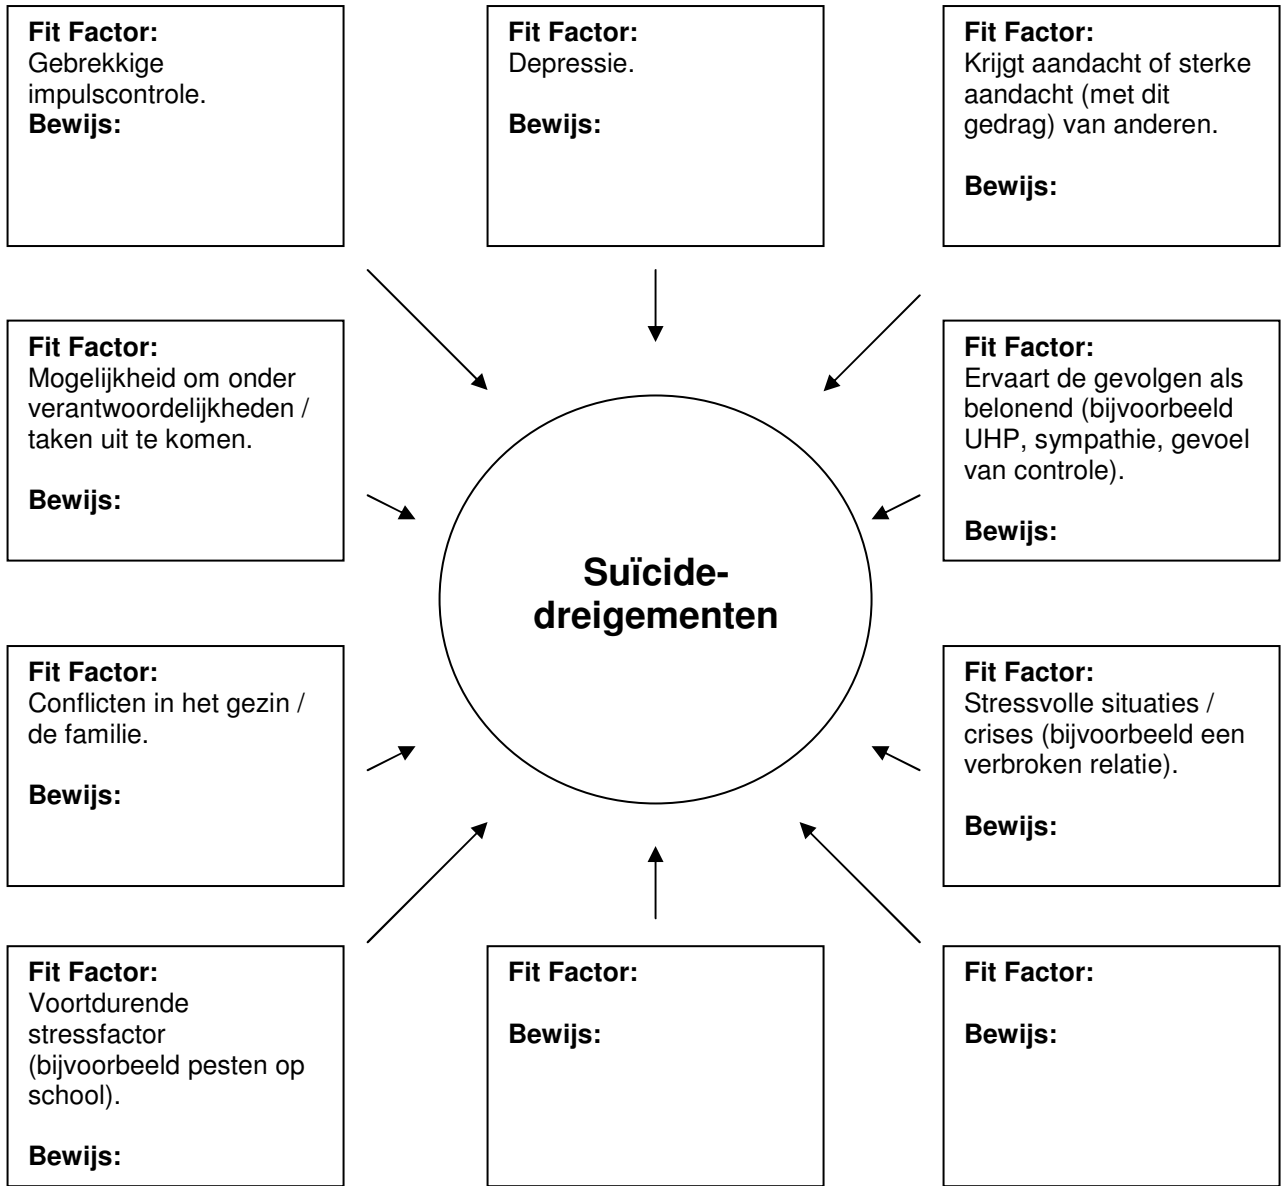 Fit Factor:
Gebrekkige
impulscontrole.
Bewijs:
Fit Factor:
Depressie.
Bewijs:
Fit Factor:
Krijgt aandacht of sterke
aandacht (met dit
gedrag) van anderen.
Bewijs:
Fit Factor:
Mogelijkheid om onder
verantwoordelijkheden /
taken uit te komen.
Bewijs:
Fit Factor:
Ervaart de gevolgen als
belonend (bijvoorbeeld
UHP, sympathie, gevoel
van controle).
Bewijs:
Suïcide-
dreigementen
Fit Factor:
Conflicten in het gezin /
de familie.
Bewijs:
Fit Factor:
Stressvolle situaties /
crises (bijvoorbeeld een
verbroken relatie).
Bewijs:
Fit Factor:
Voortdurende
stressfactor
(bijvoorbeeld pesten op
school).
Bewijs:
Fit Factor:
Bewijs:
Fit Factor:
Bewijs: